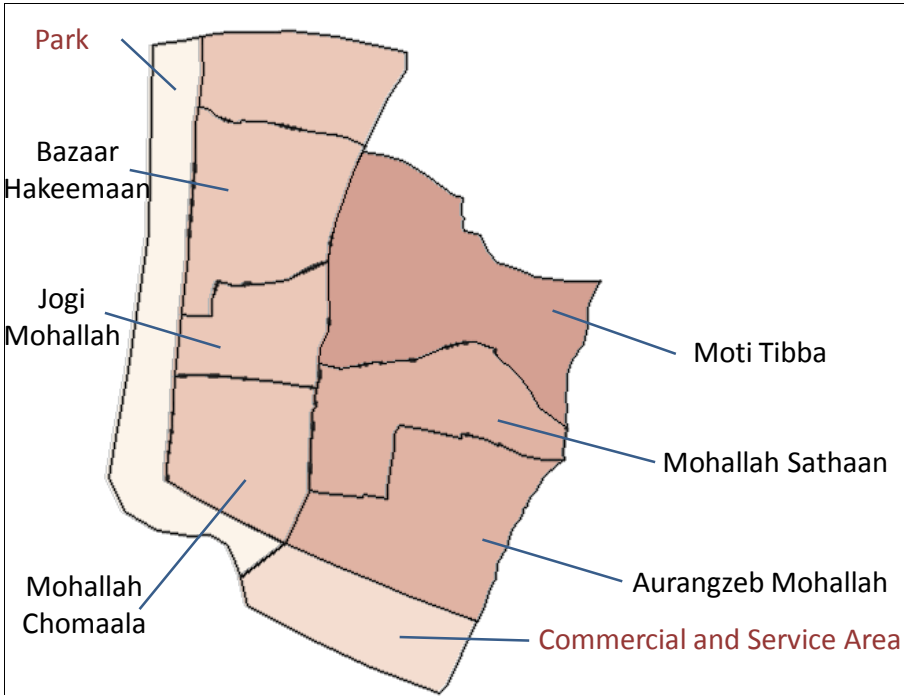 Park
Bazaar
Hakeemaan
Jogi
Mohallah
Moti Tibba
Mohallah Sathaan
Aurangzeb Mohallah
Mohallah
Chomaala
Commercial and Service Area